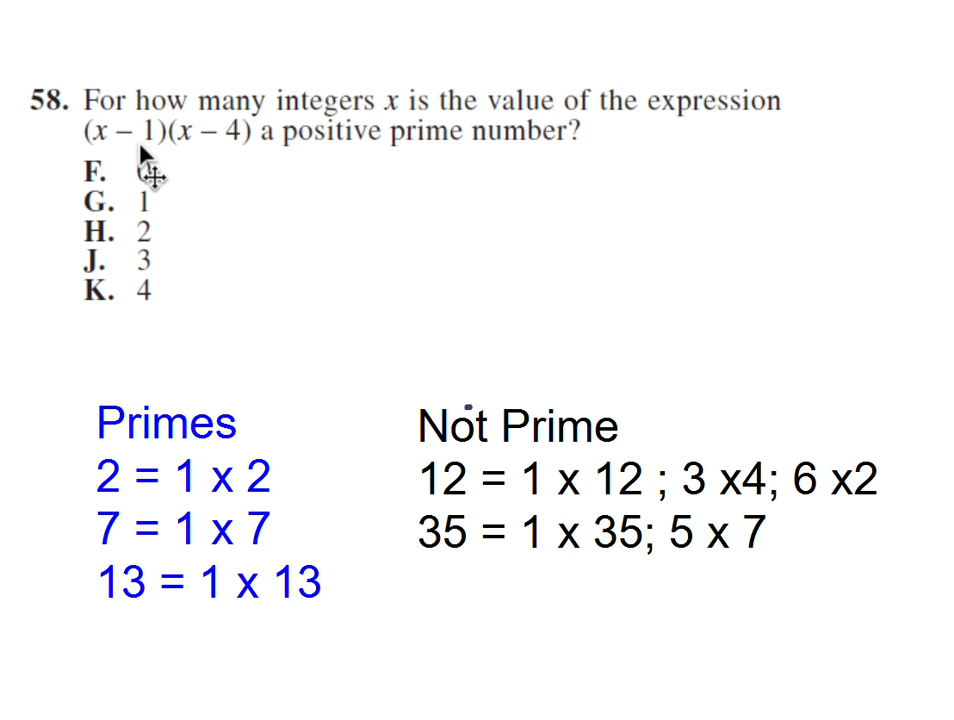 58. For how many integers x is the value of the expression
(x – 1)(x – 4) a positive prime number?
F.
G. 1
H. 2
J. 3
K. 4
Primes
2 = 1 x 2
7 = 1 x 7
13 = 1 x 13
Not Prime
12 = 1 x 12 ; 3 x4; 6 x2
35 = 1 x 35; 5 x 7